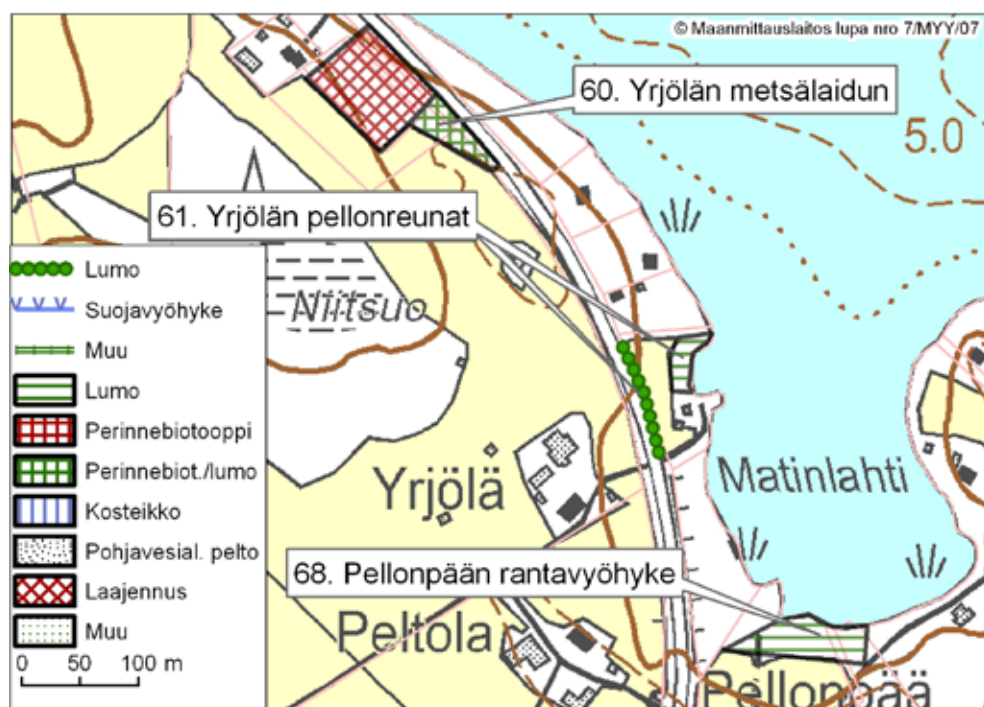 © Maanmittauslaitos lupa nro 7/MYY/07
60. Yrjölän metsälaidun
5.0
61. Yrjölän pellonreunat
Lumo
Suojavyöhyke
Muu
Lumo
Perinnebiotooppi
Perinnebiot./lumo
Kosteikko
Pohjavesial. pelto
Laajennus
Muu
0 50 100 m
Niitsuo
Yrjölä
Matinlahti
68. Pellonpään rantavyöhyke
Peltola
Pellonpää